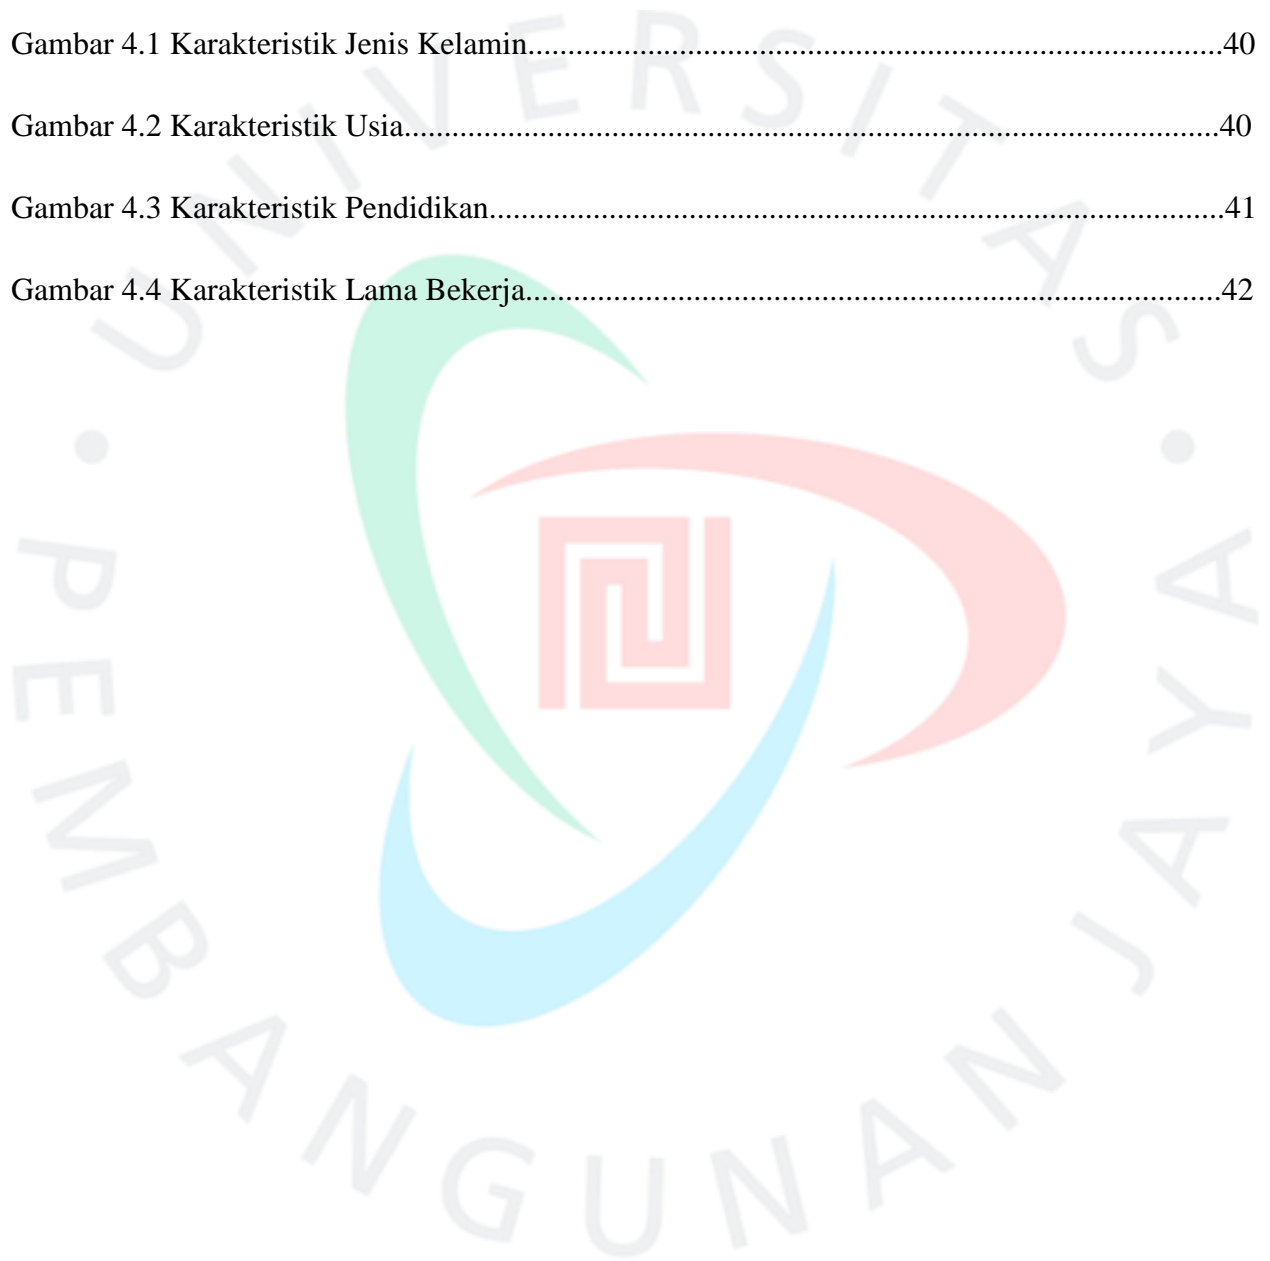 Gambar 4.1 Karakteristik Jenis Kelamin.......................................................................................40
Gambar 4.2 Karakteristik Usia......................................................................................................40
Gambar 4.3 Karakteristik Pendidikan............................................................................................41
Gambar 4.4 Karakteristik Lama Bekerja.......................................................................................42
UNIVERSITAS
PEMBANGUNAN JAYA